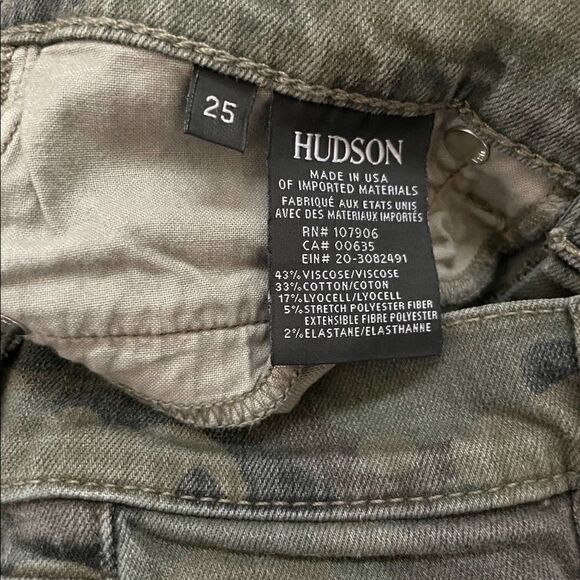 25
HUDSON
MADE IN USA
OF IMPORTED MATERIALS
FABRIQUÉ AUX ETATS UNIS
AVEC DES MATERIAUX IMPORTÉS
RN# 107906
CA# 00635
EIN# 20-3082491
43%VISCOSE/VISCOSE
33%COTTON/COTON
17%LYOCELL/LYOCELL
5%STRETCH POLYESTER FIBER
EXTENSIBLE FIBRE POLYESTER
2%ELASTANE/ELASTHANNE